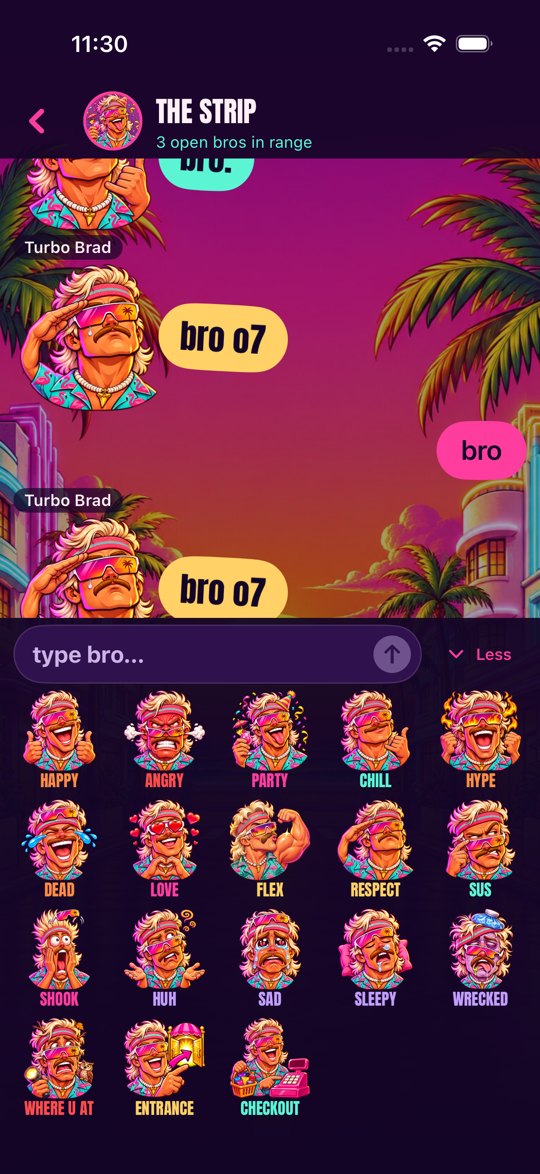 11:30
THE STRIP
3 open bros in range
bro.
Turbo Brad
bro o7
bro
Turbo Brad
bro o7
type bro...
Less
HAPPY
ANGRY
PARTY
CHILL
HYPE
DEAD
LOVE
FLEX
RESPECT
SUS
SHOOK
HUH
SAD
SLEEPY
WRECKED
WHERE U AT
ENTRANCE
CHECKOUT